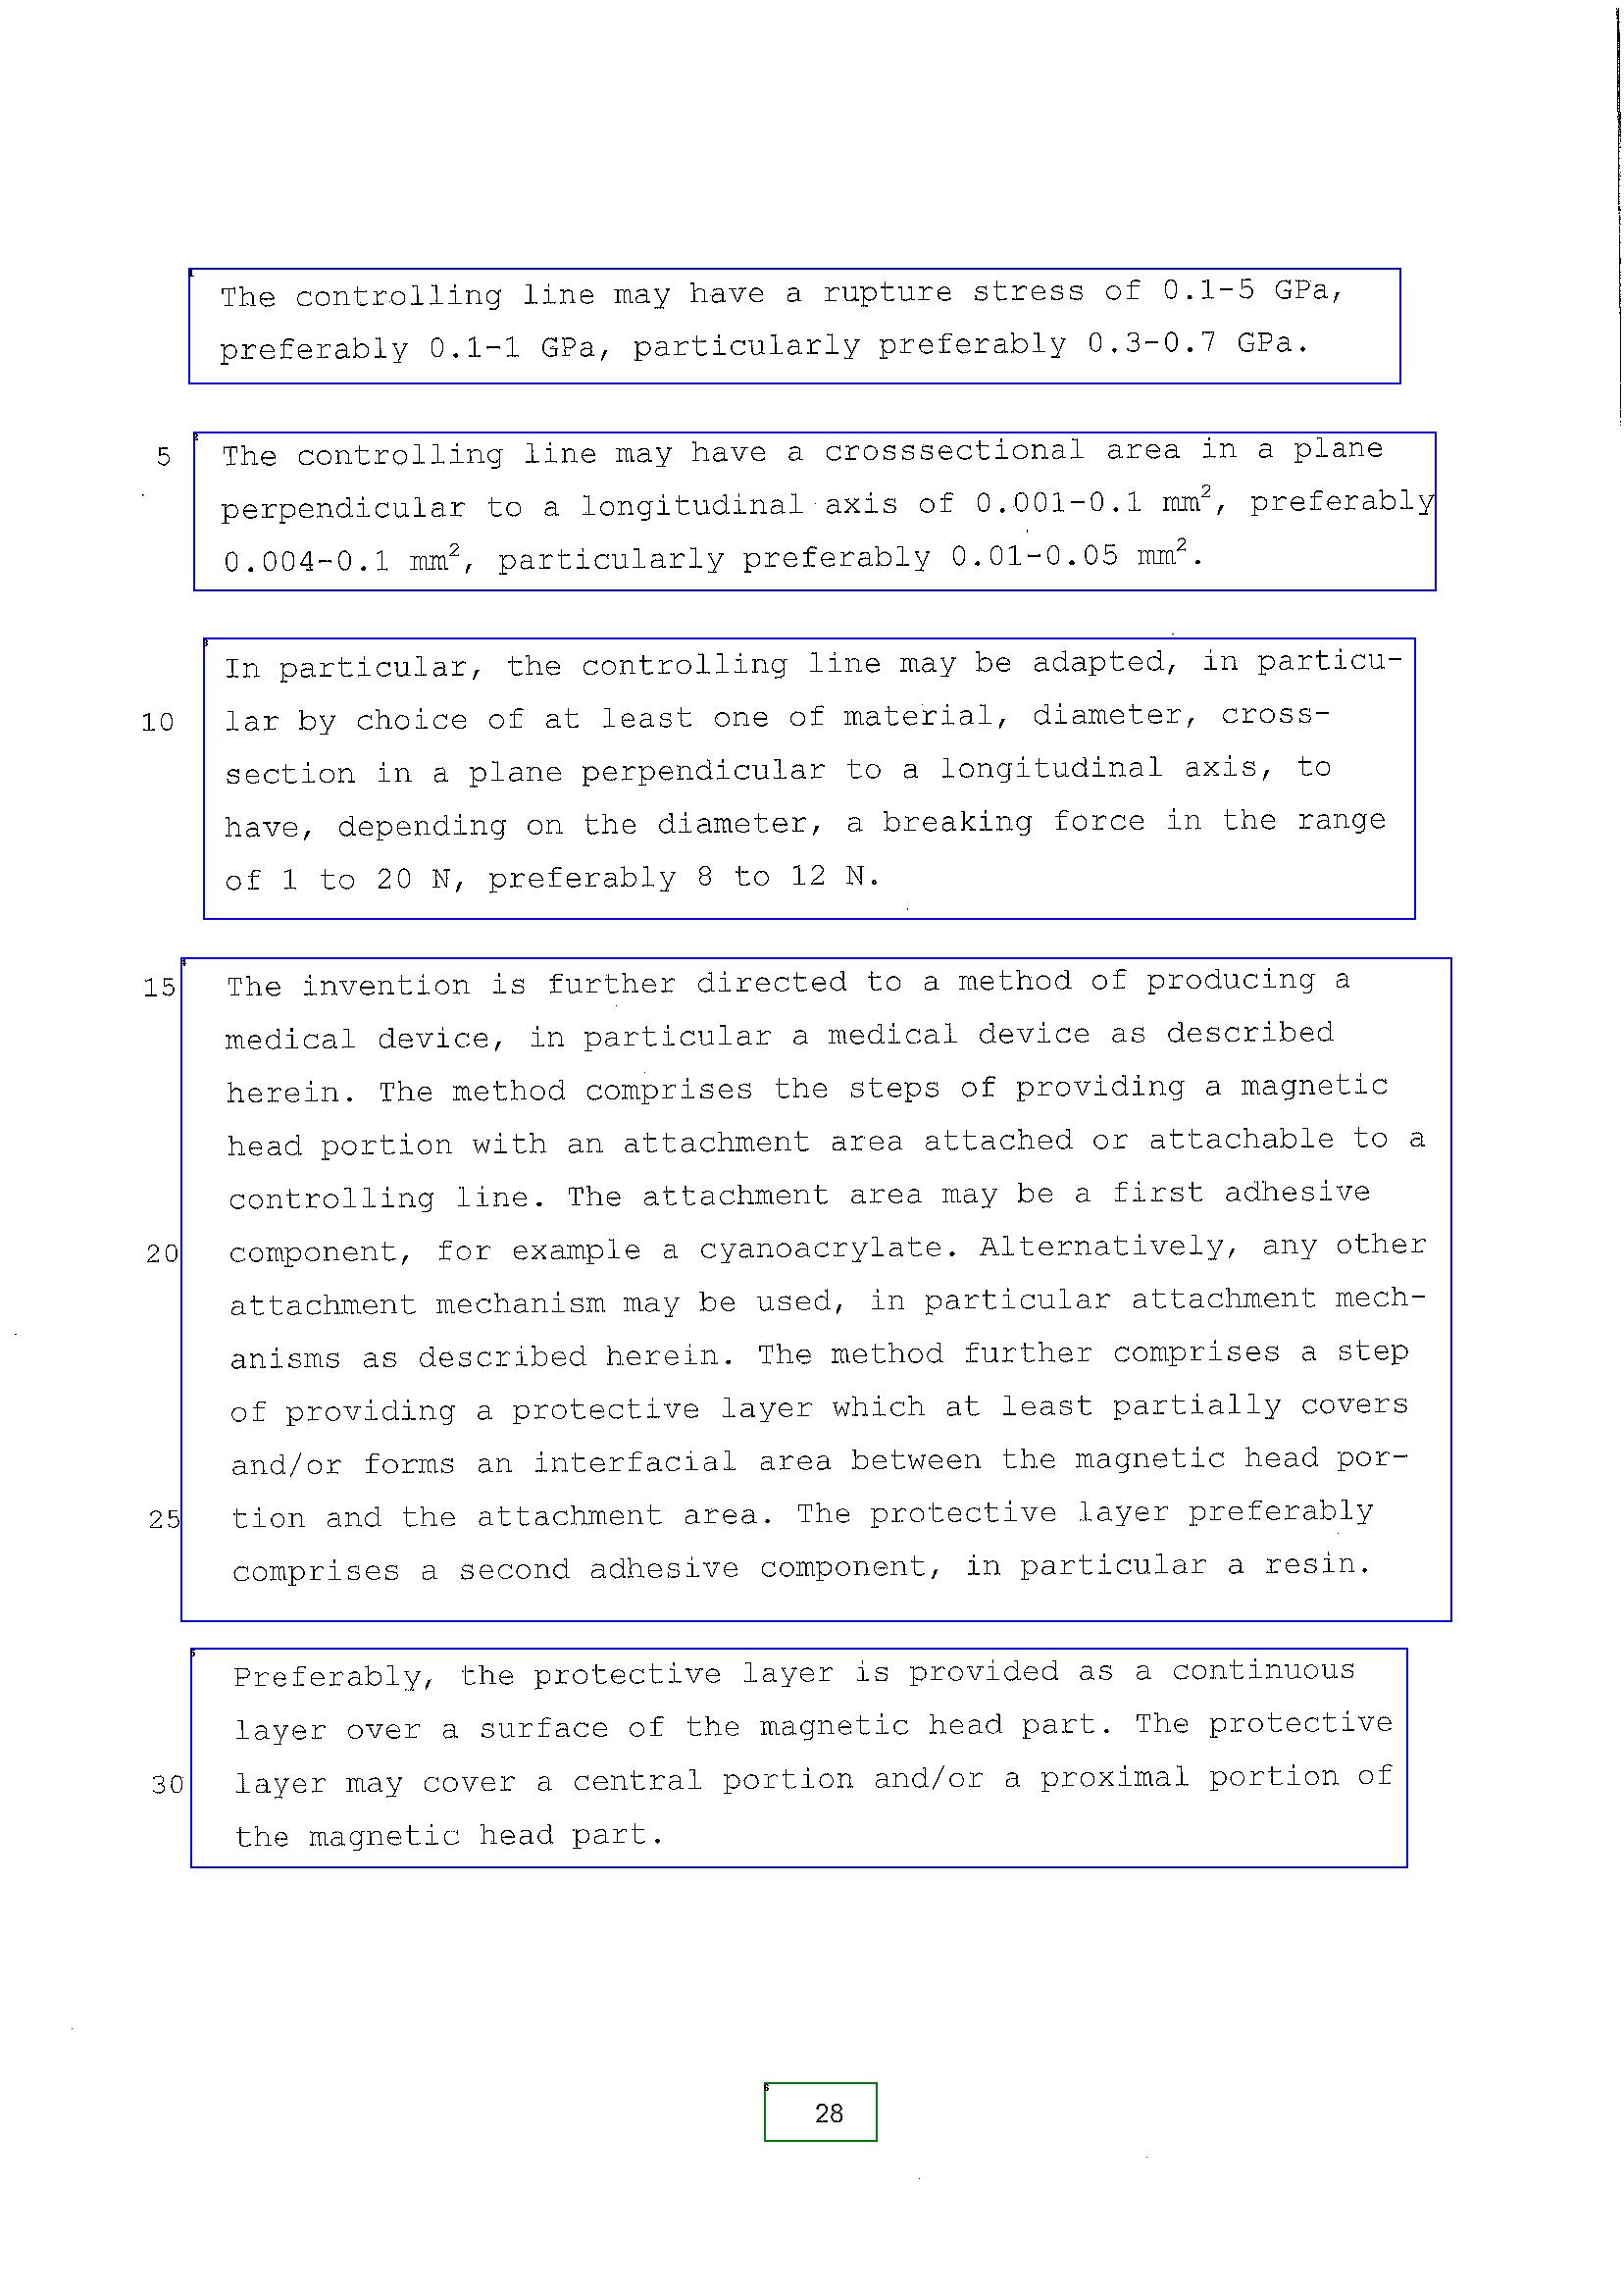 The controlling line may have a rupture stress of 0.1-5 GPa,
preferably 0.1-1 GPa, particularly preferably 0.3-0.7 GPa.
5 The controlling line may have a crosssectional area in a plane
perpendicular to a longitudinal axis of 0.001-0.1 mm², preferably
0.004-0.1 mm², particularly preferably 0.01-0.05 mm².
In particular, the controlling line may be adapted, in particu-
10 lar by choice of at least one of material, diameter, cross-
section in a plane perpendicular to a longitudinal axis, to
have, depending on the diameter, a breaking force in the range
of 1 to 20 N, preferably 8 to 12 N.
15 The invention is further directed to a method of producing a
medical device, in particular a medical device as described
herein. The method comprises the steps of providing a magnetic
head portion with an attachment area attached or attachable to a
controlling line. The attachment area may be a first adhesive
20 component, for example a cyanoacrylate. Alternatively, any other
attachment mechanism may be used, in particular attachment mech-
anisms as described herein. The method further comprises a step
of providing a protective layer which at least partially covers
and/or forms an interfacial area between the magnetic head por-
25 tion and the attachment area. The protective layer preferably
comprises a second adhesive component, in particular a resin.
Preferably, the protective layer is provided as a continuous
layer over a surface of the magnetic head part. The protective
30 layer may cover a central portion and/or a proximal portion of
the magnetic head part.
28